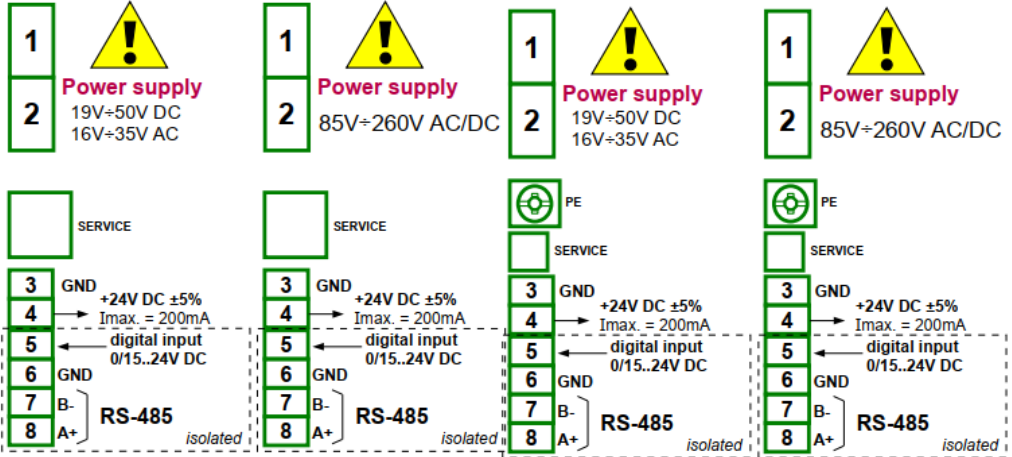 1
2
Power supply
19V÷50V DC
16V÷35V AC
SERVICE
3 GND
4 +24V DC ±5%
Imax. = 200mA
5 digital input
0/15..24V DC
6 GND
7 B-
8 A+
RS-485
isolated
1
2
Power supply
85V÷260V AC/DC
SERVICE
3 GND
4 +24V DC ±5%
Imax. = 200mA
5 digital input
0/15..24V DC
6 GND
7 B-
8 A+
RS-485
isolated
1
2
Power supply
19V÷50V DC
16V÷35V AC
PE
SERVICE
3 GND
4 +24V DC ±5%
Imax. = 200mA
5 digital input
0/15..24V DC
6 GND
7 B-
8 A+
RS-485
isolated
1
2
Power supply
85V÷260V AC/DC
PE
SERVICE
3 GND
4 +24V DC ±5%
Imax. = 200mA
5 digital input
0/15..24V DC
6 GND
7 B-
8 A+
RS-485
isolated